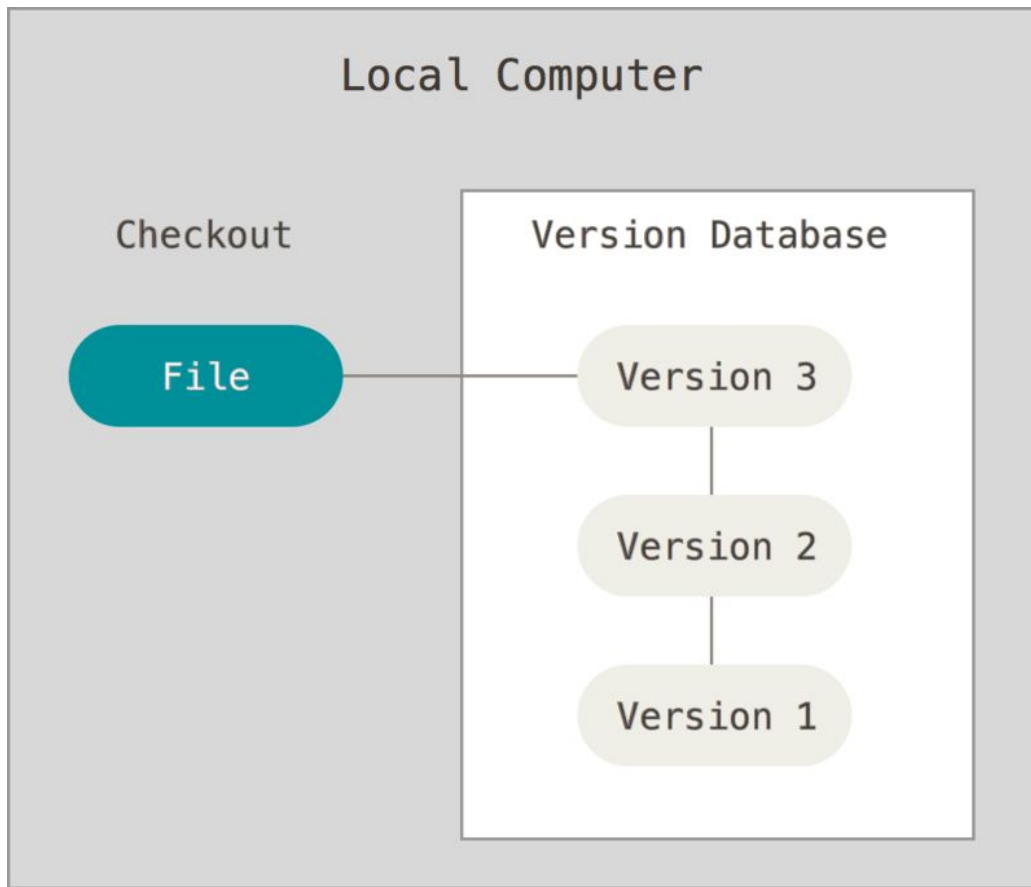 Local Computer
Checkout
Version Database
File
Version 3
Version 2
Version 1